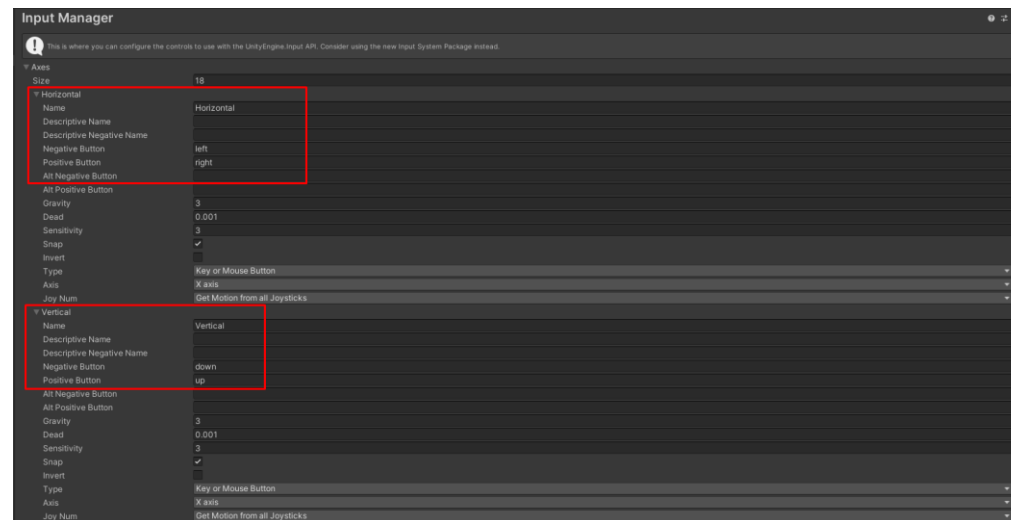 Input Manager
This is where you can configure the controls to use with the UnityEngine.Input API. Consider using the new Input System Package instead.
Axes
Size 18
Horizontal
Name Horizontal
Descriptive Name
Descriptive Negative Name
Negative Button left
Positive Button right
Alt Negative Button
Alt Positive Button
Gravity 3
Dead 0.001
Sensitivity 3
Snap
Invert
Type Key or Mouse Button
Axis X axis
Joy Num Get Motion from all Joysticks
Vertical
Name Vertical
Descriptive Name
Descriptive Negative Name
Negative Button down
Positive Button up
Alt Negative Button
Alt Positive Button
Gravity 3
Dead 0.001
Sensitivity 3
Snap
Invert
Type Key or Mouse Button
Axis X axis
Joy Num Get Motion from all Joysticks